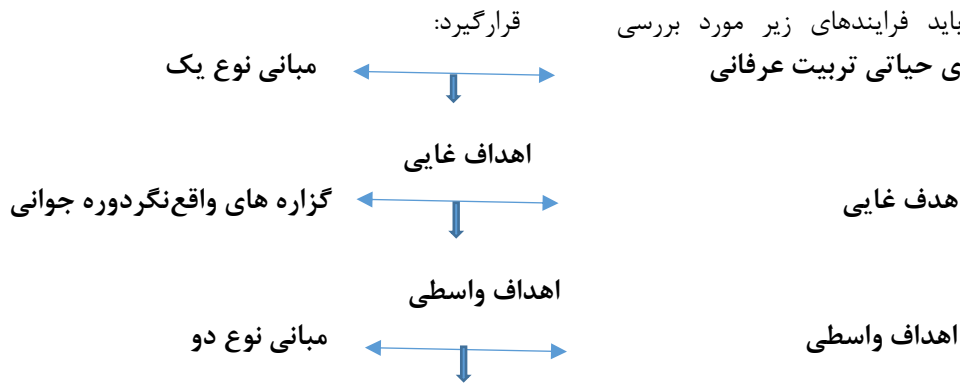 باید فرایندهای زیر مورد بررسی قرارگیرد:
ی حیاتی تربیت عرفانی مبانی نوع یک
اهداف غایی
هدف غایی گزاره های واقع‌نگردوره جوانی
اهداف واسطی
اهداف واسطی مبانی نوع دو